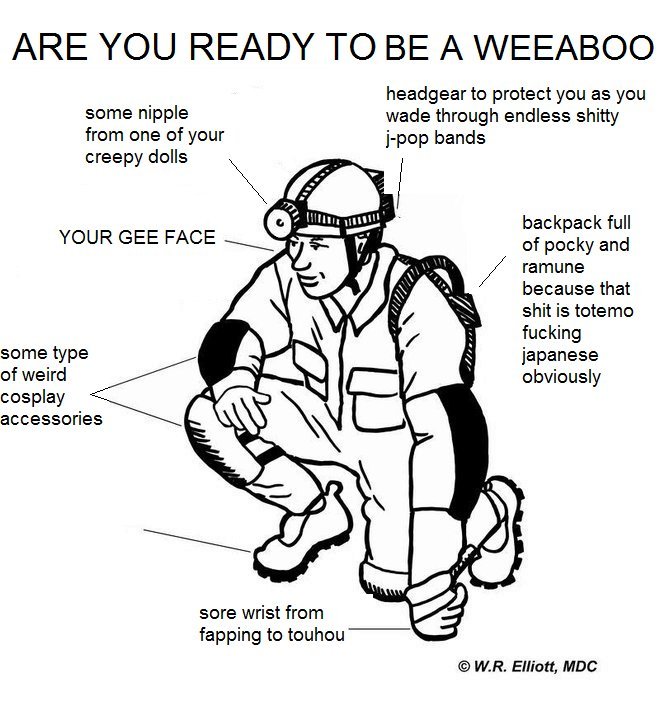 ARE YOU READY TO BE A WEEABOO
some nipple
from one of your
creepy dolls
headgear to protect you as you
wade through endless shitty
j-pop bands
YOUR GEE FACE
backpack full
of pocky and
ramune
because that
shit is totemo
fucking
japanese
obviously
some type
of weird
cosplay
accessories
sore wrist from
fapping to touhou
© W.R. Elliott, MDC